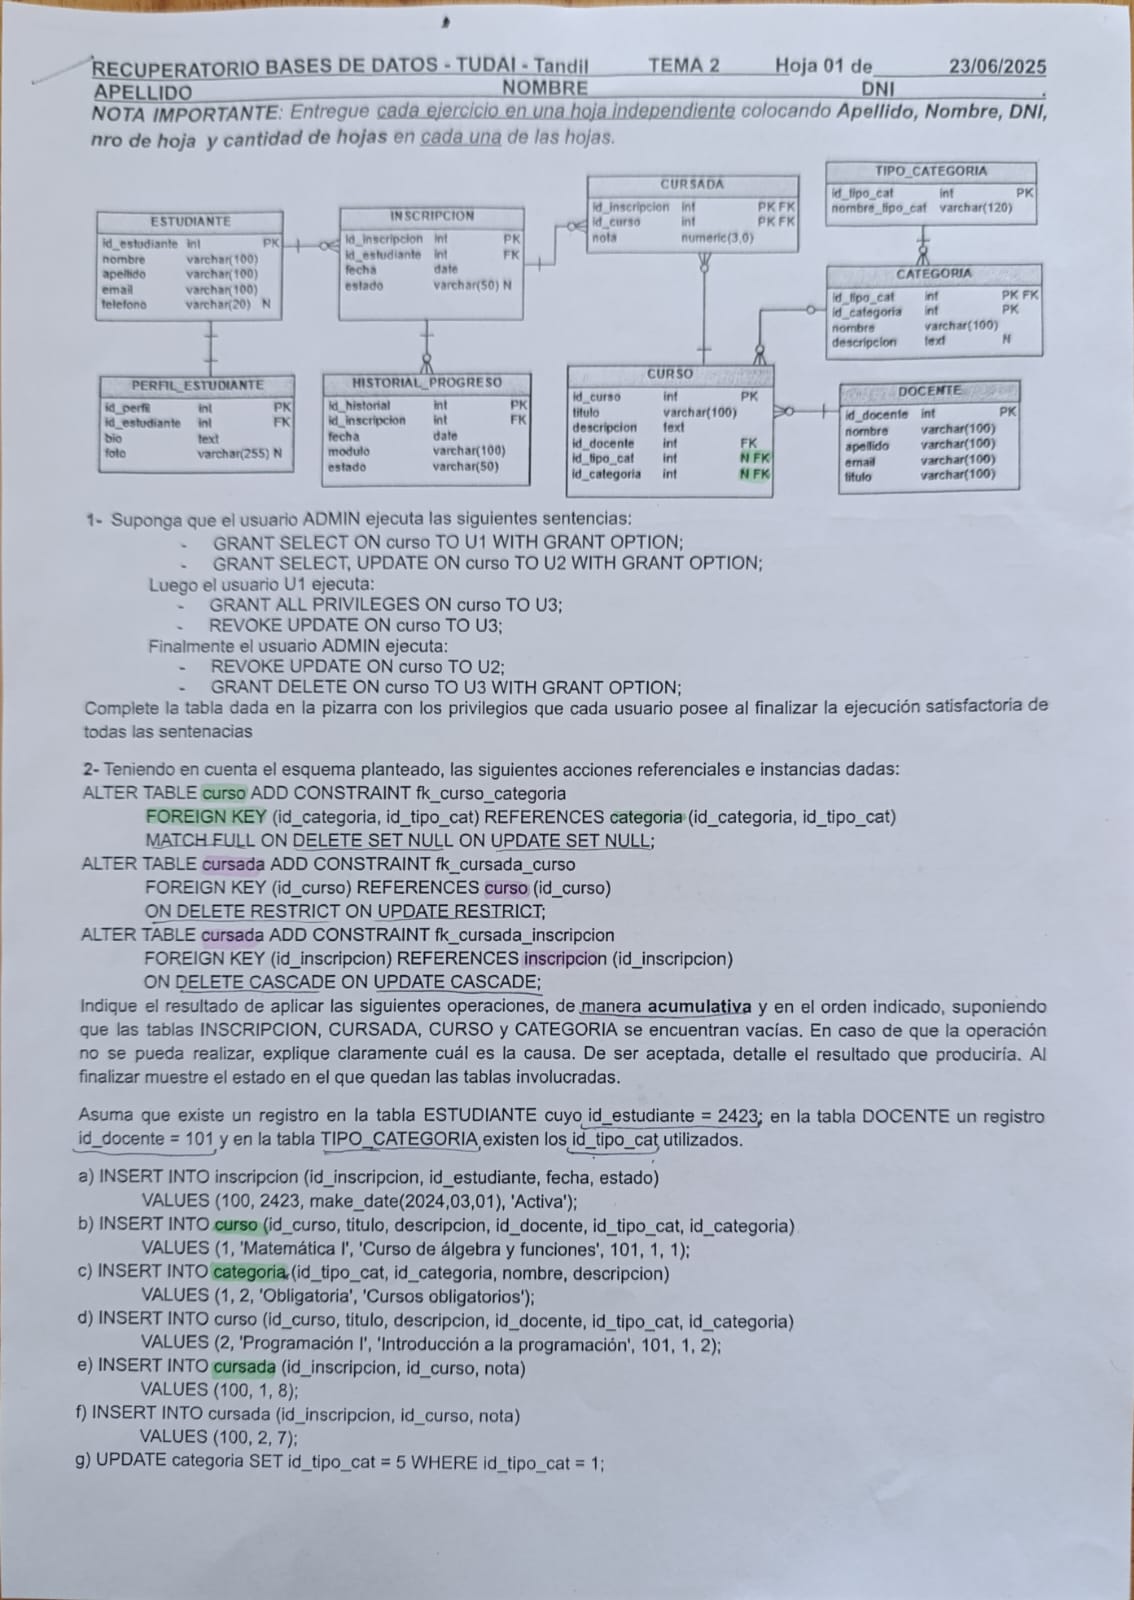 RECUPERATORIO BASES DE DATOS - TUDAI - Tandil TEMA 2 Hoja 01 de 23/06/2025
APELLIDO NOMBRE DNI .
NOTA IMPORTANTE: Entregue cada ejercicio en una hoja independiente colocando Apellido, Nombre, DNI,
nro de hoja y cantidad de hojas en cada una de las hojas.
ESTUDIANTE
id_estudiante int PK
nombre varchar(100)
apellido varchar(100)
email varchar(100)
telefono varchar(20) N
INSCRIPCION
id_inscripcion int PK
id_estudiante int FK
fecha date
estado varchar(50) N
CURSADA
id_inscripcion int PK FK
id_curso int PK FK
nota numeric(3,0)
TIPO_CATEGORIA
id_tipo_cat int PK
nombre_tipo_cat varchar(120)
CATEGORIA
id_tipo_cat int PK FK
id_categoria int PK
nombre varchar(100)
descripcion text N
PERFIL_ESTUDIANTE
id_perfil int PK
id_estudiante int FK
bio text
foto varchar(255) N
HISTORIAL_PROGRESO
id_historial int PK
id_inscripcion int FK
fecha date
modulo varchar(100)
estado varchar(50)
CURSO
id_curso int PK
titulo varchar(100)
descripcion text
id_docente int FK
id_tipo_cat int N FK
id_categoria int N FK
DOCENTE
id_docente int PK
nombre varchar(100)
apellido varchar(100)
email varchar(100)
titulo varchar(100)
1- Suponga que el usuario ADMIN ejecuta las siguientes sentencias:
- GRANT SELECT ON curso TO U1 WITH GRANT OPTION;
- GRANT SELECT, UPDATE ON curso TO U2 WITH GRANT OPTION;
Luego el usuario U1 ejecuta:
- GRANT ALL PRIVILEGES ON curso TO U3;
- REVOKE UPDATE ON curso TO U3;
Finalmente el usuario ADMIN ejecuta:
- REVOKE UPDATE ON curso TO U2;
- GRANT DELETE ON curso TO U3 WITH GRANT OPTION;
Complete la tabla dada en la pizarra con los privilegios que cada usuario posee al finalizar la ejecución satisfactoria de
todas las sentenacias
2- Teniendo en cuenta el esquema planteado, las siguientes acciones referenciales e instancias dadas:
ALTER TABLE curso ADD CONSTRAINT fk_curso_categoria
FOREIGN KEY (id_categoria, id_tipo_cat) REFERENCES categoria (id_categoria, id_tipo_cat)
MATCH FULL ON DELETE SET NULL ON UPDATE SET NULL;
ALTER TABLE cursada ADD CONSTRAINT fk_cursada_curso
FOREIGN KEY (id_curso) REFERENCES curso (id_curso)
ON DELETE RESTRICT ON UPDATE RESTRICT;
ALTER TABLE cursada ADD CONSTRAINT fk_cursada_inscripcion
FOREIGN KEY (id_inscripcion) REFERENCES inscripcion (id_inscripcion)
ON DELETE CASCADE ON UPDATE CASCADE;
Indique el resultado de aplicar las siguientes operaciones, de manera acumulativa y en el orden indicado, suponiendo
que las tablas INSCRIPCION, CURSADA, CURSO y CATEGORIA se encuentran vacías. En caso de que la operación
no se pueda realizar, explique claramente cuál es la causa. De ser aceptada, detalle el resultado que produciría. Al
finalizar muestre el estado en el que quedan las tablas involucradas.
Asuma que existe un registro en la tabla ESTUDIANTE cuyo id_estudiante = 2423; en la tabla DOCENTE un registro
id_docente = 101 y en la tabla TIPO_CATEGORIA existen los id_tipo_cat utilizados.
a) INSERT INTO inscripcion (id_inscripcion, id_estudiante, fecha, estado)
VALUES (100, 2423, make_date(2024,03,01), 'Activa');
b) INSERT INTO curso (id_curso, titulo, descripcion, id_docente, id_tipo_cat, id_categoria)
VALUES (1, 'Matemática I', 'Curso de álgebra y funciones', 101, 1, 1);
c) INSERT INTO categoria (id_tipo_cat, id_categoria, nombre, descripcion)
VALUES (1, 2, 'Obligatoria', 'Cursos obligatorios');
d) INSERT INTO curso (id_curso, titulo, descripcion, id_docente, id_tipo_cat, id_categoria)
VALUES (2, 'Programación I', 'Introducción a la programación', 101, 1, 2);
e) INSERT INTO cursada (id_inscripcion, id_curso, nota)
VALUES (100, 1, 8);
f) INSERT INTO cursada (id_inscripcion, id_curso, nota)
VALUES (100, 2, 7);
g) UPDATE categoria SET id_tipo_cat = 5 WHERE id_tipo_cat = 1;